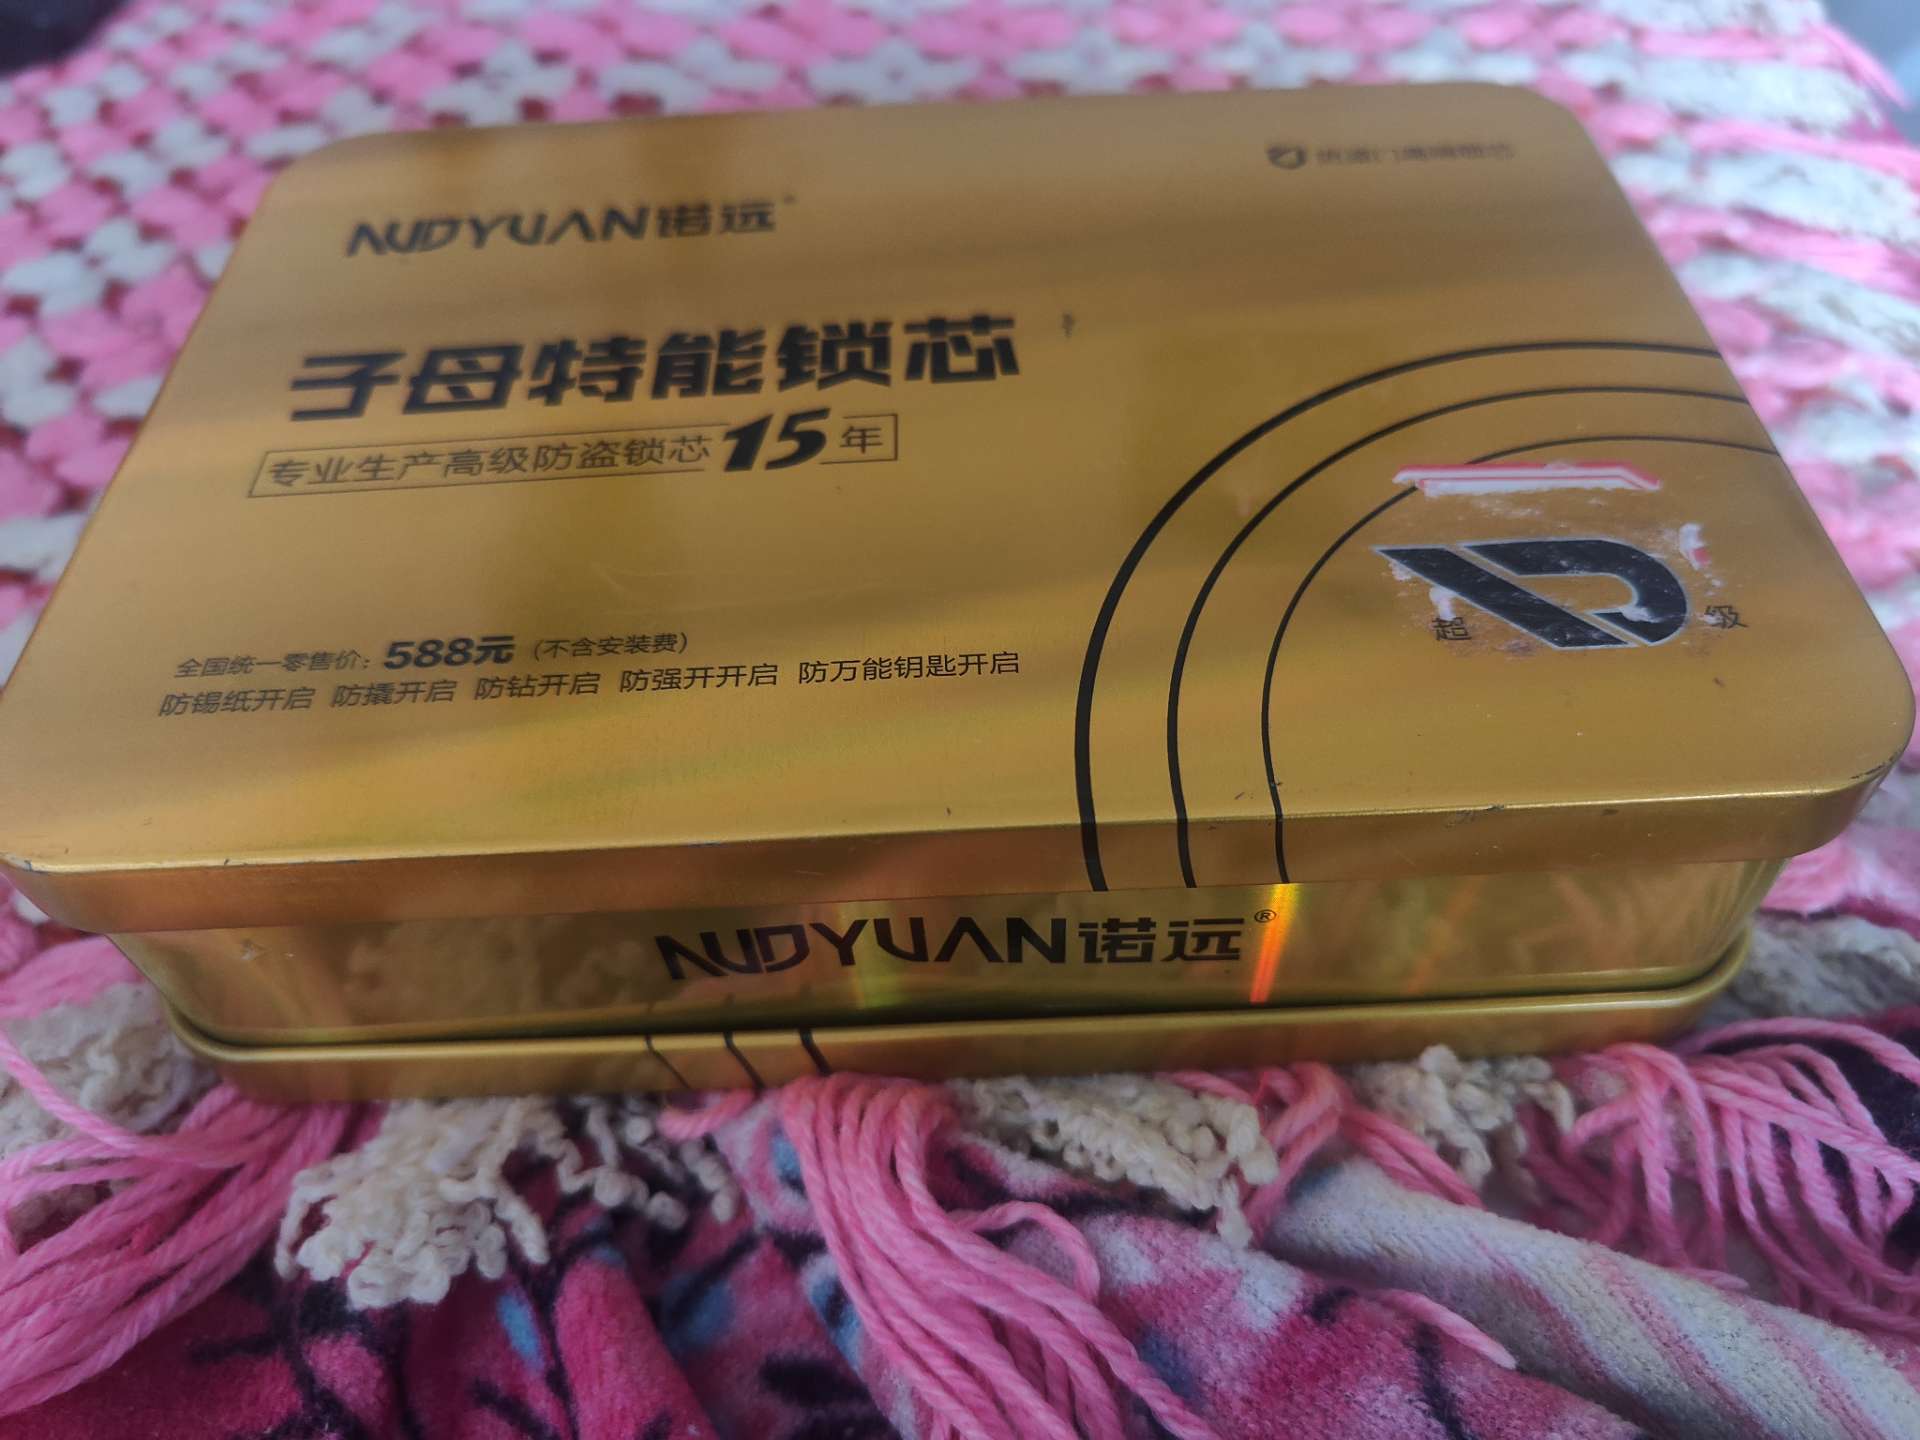 NUDYUAN诺远
子母特能锁芯
专业生产高级防盗锁芯15年
超 级
全国统一零售价：588元（不含安装费）
防锡纸开启 防撬开启 防钻开启 防强开开启 防万能钥匙开启
NUDYUAN诺远®